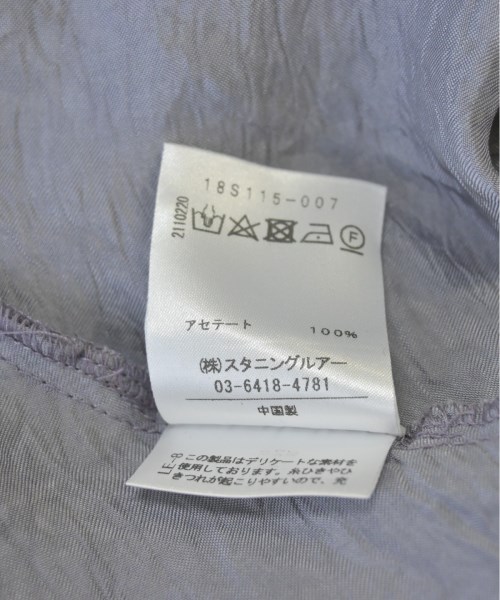 18S115-007
2110220
F
アセテート 100%
(株)スタニングルアー
03-6418-4781
中国製
LE-8
この製品はデリケートな素材を
使用しております。糸ひきやひ
きつれが起こりやすいので、発